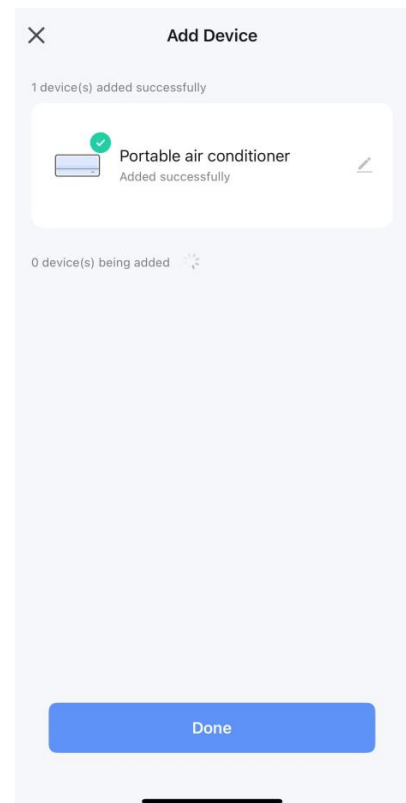 Add Device
1 device(s) added successfully
Portable air conditioner
Added successfully
0 device(s) being added
Done